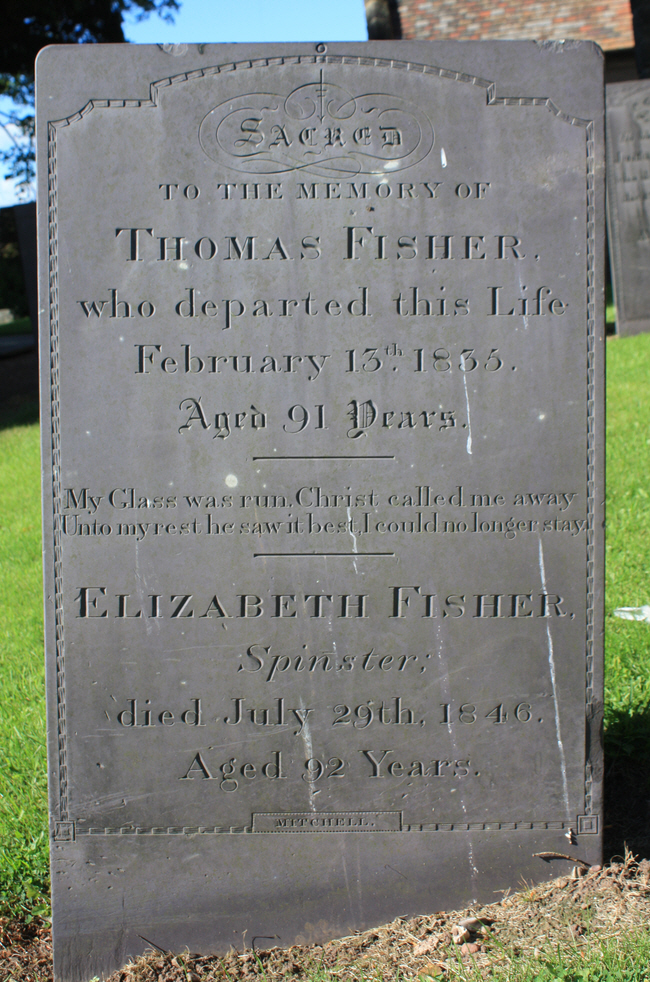 SACRED
TO THE MEMORY OF
THOMAS FISHER,
who departed this Life
February 13th. 1835.
Aged 91 Years.
My Glass was run, Christ called me away
Unto my rest he saw it best, I could no longer stay
ELIZABETH FISHER,
Spinster;
died July 29th, 1846.
Aged 92 Years.
MITCHELL.